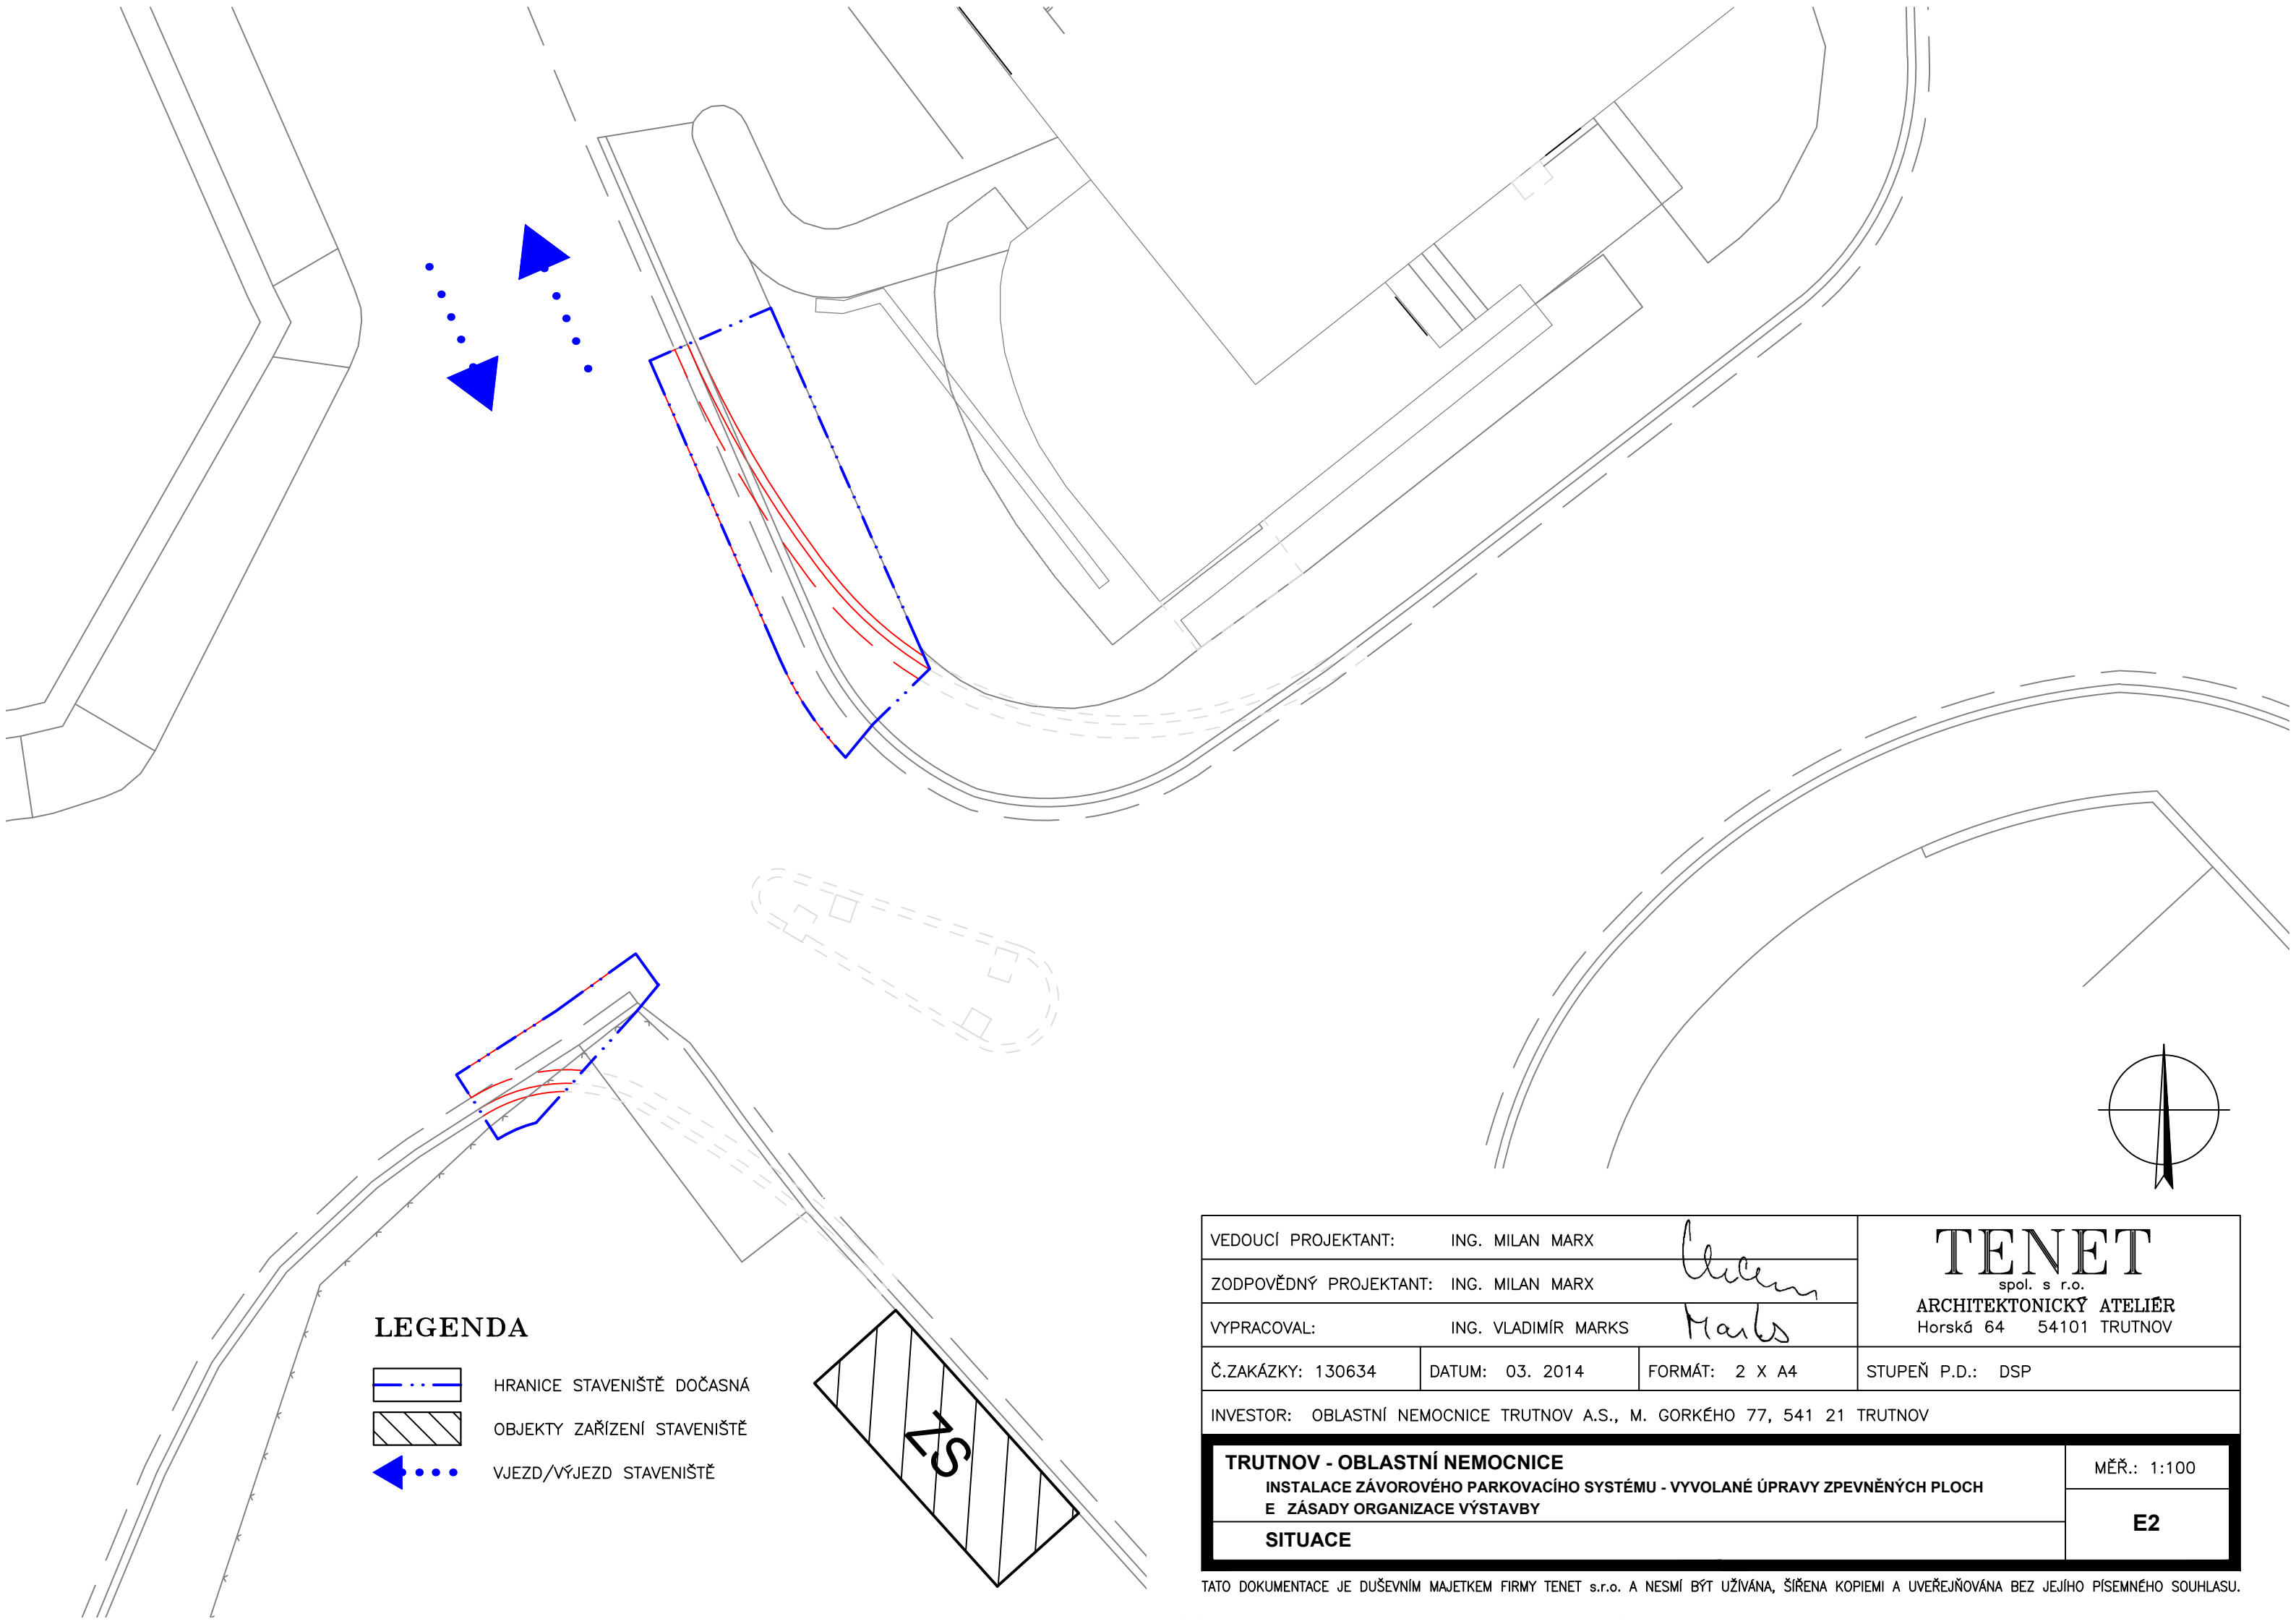 LEGENDA
HRANICE STAVENIŠTĚ DOČASNÁ
OBJEKTY ZAŘÍZENÍ STAVENIŠTĚ
VJEZD/VÝJEZD STAVENIŠTĚ
ZS
VEDOUCÍ PROJEKTANT: ING. MILAN MARX
ZODPOVĚDNÝ PROJEKTANT: ING. MILAN MARX
VYPRACOVAL: ING. VLADIMÍR MARKS
Marks
TENET
spol. s r.o.
ARCHITEKTONICKÝ ATELIÉR
Horská 64 54101 TRUTNOV
Č.ZAKÁZKY: 130634 DATUM: 03. 2014 FORMÁT: 2 X A4 STUPEŇ P.D.: DSP
INVESTOR: OBLASTNÍ NEMOCNICE TRUTNOV A.S., M. GORKÉHO 77, 541 21 TRUTNOV
TRUTNOV - OBLASTNÍ NEMOCNICE
INSTALACE ZÁVOROVÉHO PARKOVACÍHO SYSTÉMU - VYVOLANÉ ÚPRAVY ZPEVNĚNÝCH PLOCH
E ZÁSADY ORGANIZACE VÝSTAVBY
SITUACE
MĚŘ.: 1:100
E2
TATO DOKUMENTACE JE DUŠEVNÍM MAJETKEM FIRMY TENET s.r.o. A NESMÍ BÝT UŽÍVÁNA, ŠÍŘENA KOPIEMI A UVEŘEJŇOVÁNA BEZ JEJÍHO PÍSEMNÉHO SOUHLASU.